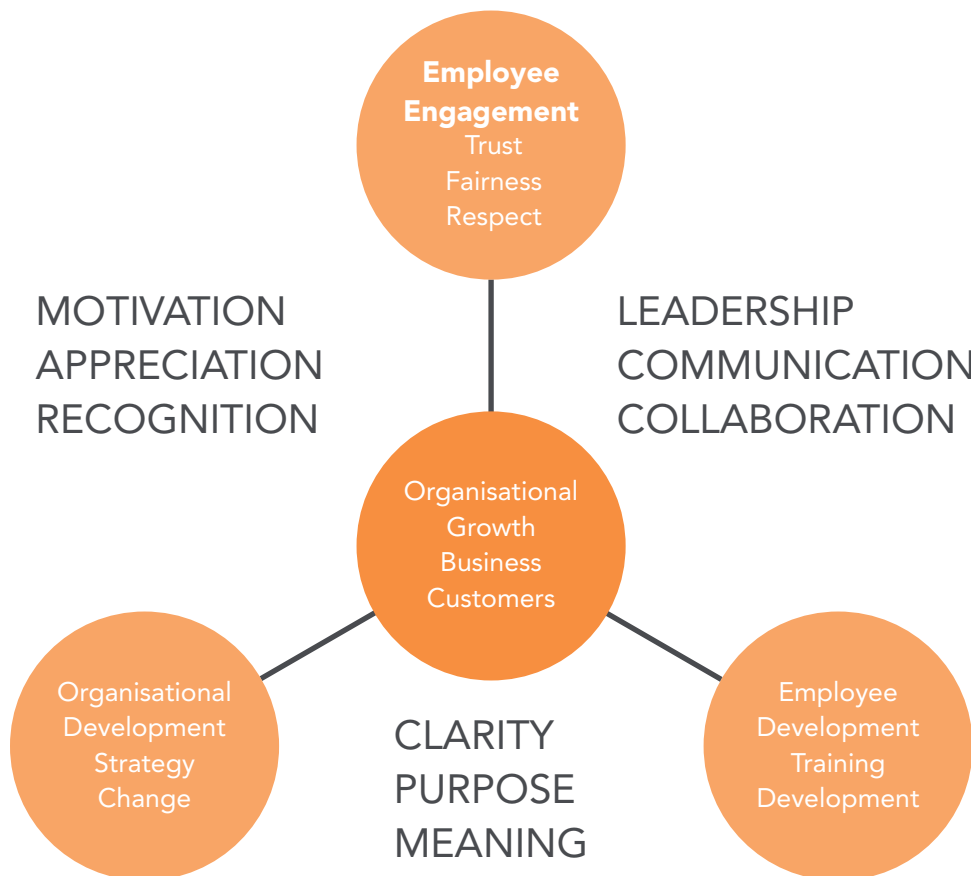 Employee
Engagement
Trust
Fairness
Respect
MOTIVATION
APPRECIATION
RECOGNITION
LEADERSHIP
COMMUNICATION
COLLABORATION
Organisational
Growth
Business
Customers
Organisational
Development
Strategy
Change
CLARITY
PURPOSE
MEANING
Employee
Development
Training
Development